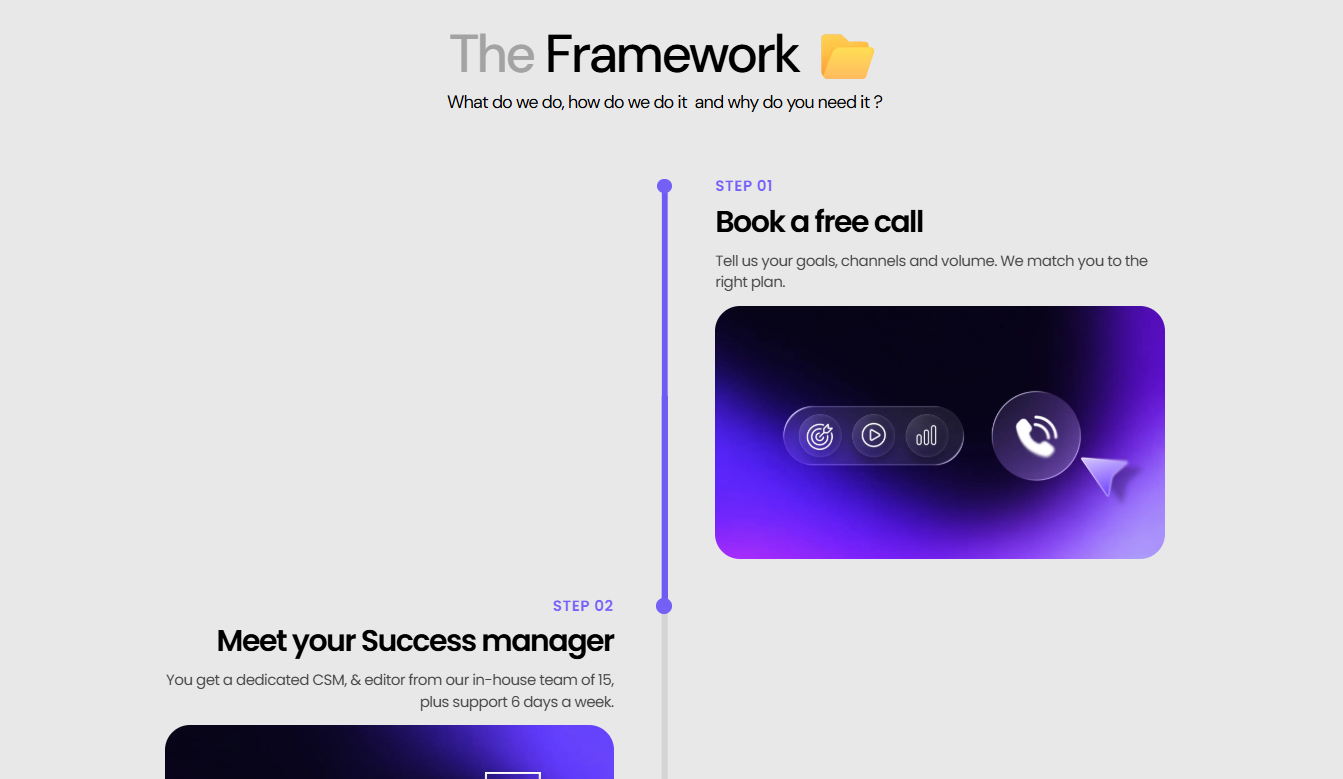 The Framework
What do we do, how do we do it and why do you need it ?
STEP 01
Book a free call
Tell us your goals, channels and volume. We match you to the
right plan.
STEP 02
Meet your Success manager
You get a dedicated CSM, & editor from our in-house team of 15,
plus support 6 days a week.